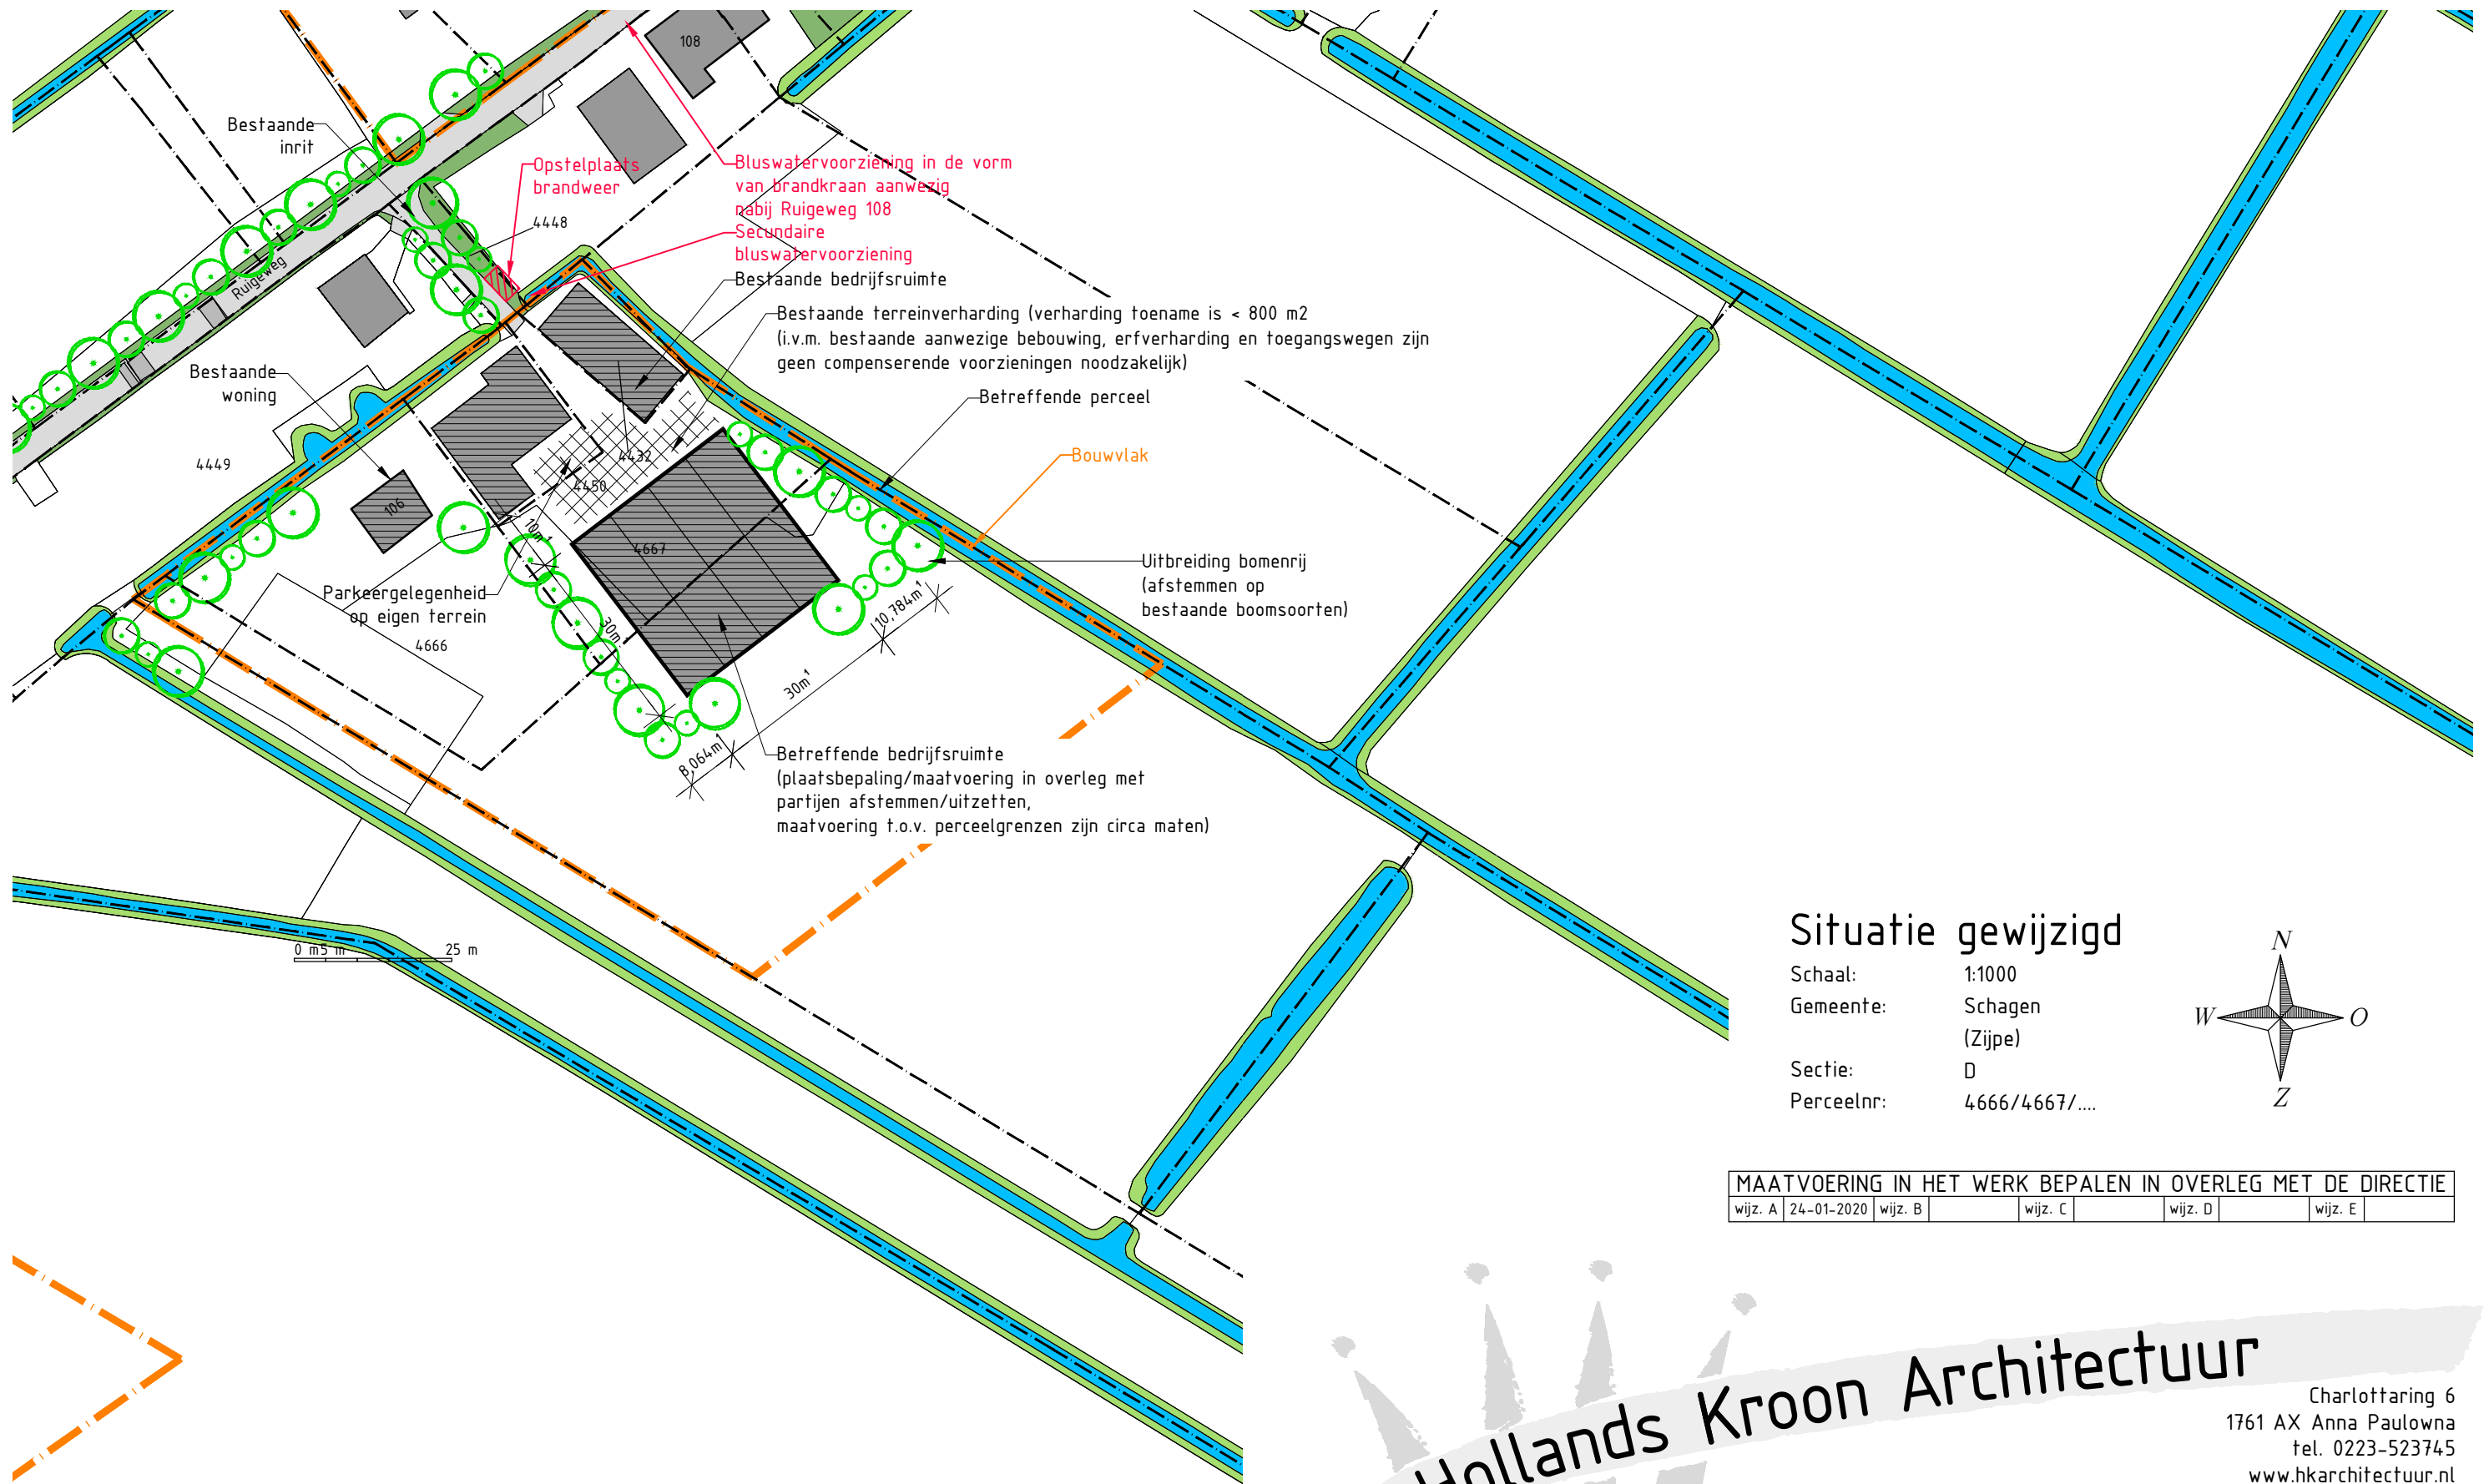 108
Bestaande
inrit
Opstelplaats
brandweer
Bluswatervoorziening in de vorm
van brandkraan aanwezig
nabij Ruigeweg 108
4448
Secundaire
bluswatervoorziening
Ruigeweg
Bestaande bedrijfsruimte
Bestaande terreinverharding (verharding toename is < 800 m2
(i.v.m. bestaande aanwezige bebouwing, erfverharding en toegangswegen zijn
geen compenserende voorzieningen noodzakelijk)
Bestaande
woning
Betreffende perceel
4449
4432
Bouwvlak
4450
106
10m¹
4667
Uitbreiding bomenrij
(afstemmen op
bestaande boomsoorten)
Parkeergelegenheid
op eigen terrein
4666
30m¹
10,784m¹
30m¹
8,064m¹
Betreffende bedrijfsruimte
(plaatsbepaling/maatvoering in overleg met
partijen afstemmen/uitzetten,
maatvoering t.o.v. perceelgrenzen zijn circa maten)
0 m 5 m 25 m
Situatie gewijzigd
Schaal: 1:1000
Gemeente: Schagen
(Zijpe)
Sectie: D
Perceelnr: 4666/4667/....
N
W O
Z
MAATVOERING IN HET WERK BEPALEN IN OVERLEG MET DE DIRECTIE
wijz. A 24-01-2020 wijz. B wijz. C wijz. D wijz. E
Hollands Kroon Architectuur
Charlottaring 6
1761 AX Anna Paulowna
tel. 0223-523745
www.hkarchitectuur.nl